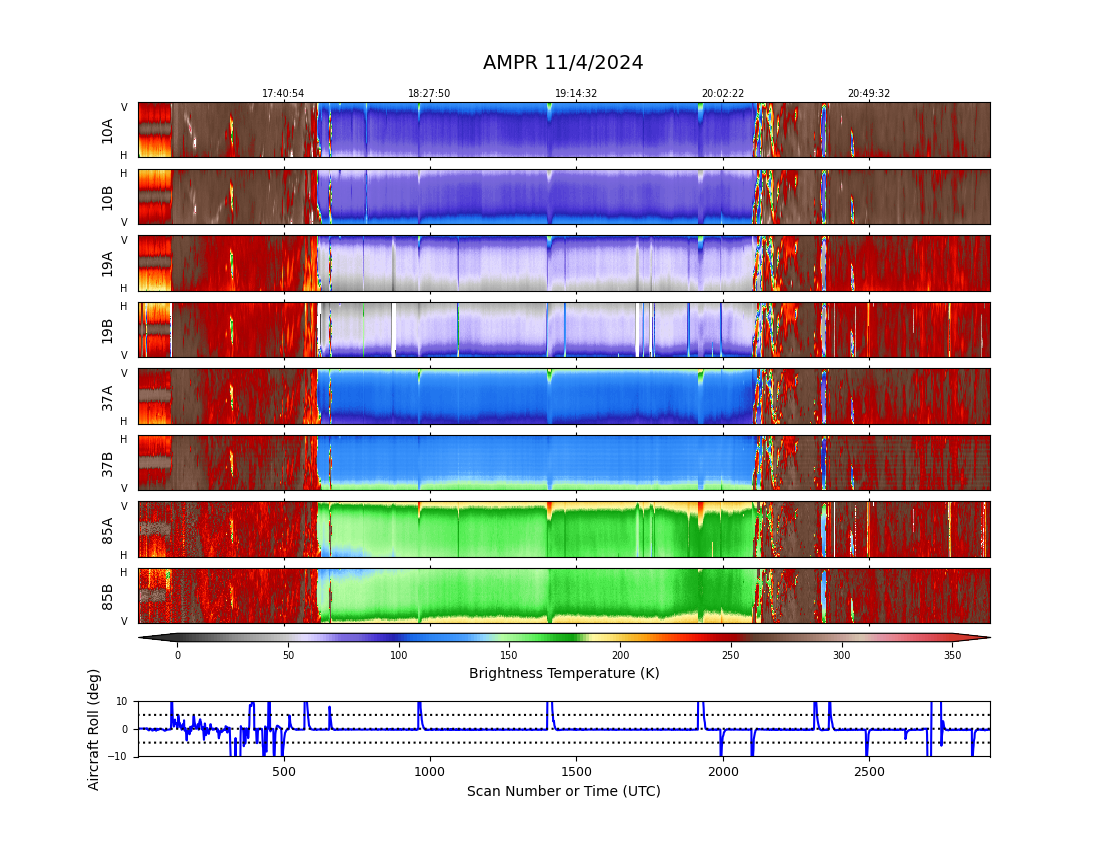 AMPR 11/4/2024
17:40:54 18:27:50 19:14:32 20:02:22 20:49:32
V
10A
H
H
10B
V
V
19A
H
H
19B
V
V
37A
H
H
37B
V
V
85A
H
H
85B
V
0 50 100 150 200 250 300 350
Brightness Temperature (K)
Aircraft Roll (deg)
10
0
−10
500 1000 1500 2000 2500
Scan Number or Time (UTC)